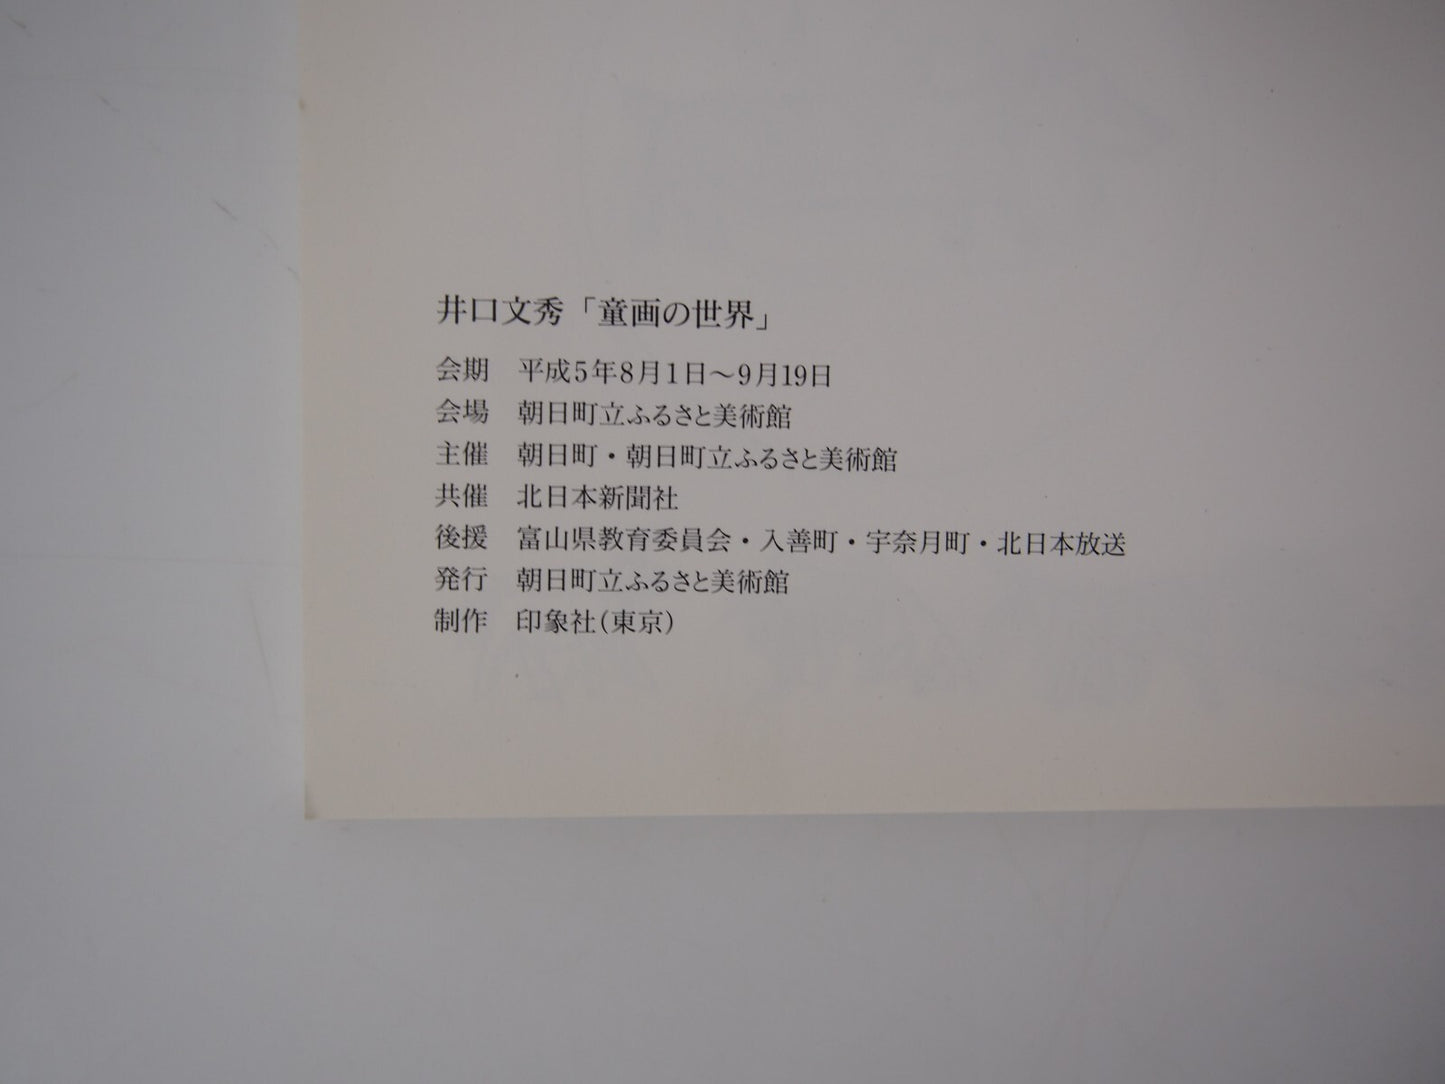 井口文秀「童画の世界」
会期　平成5年8月1日～9月19日
会場　朝日町立ふるさと美術館
主催　朝日町・朝日町立ふるさと美術館
共催　北日本新聞社
後援　富山県教育委員会・入善町・宇奈月町・北日本放送
発行　朝日町立ふるさと美術館
制作　印象社（東京）